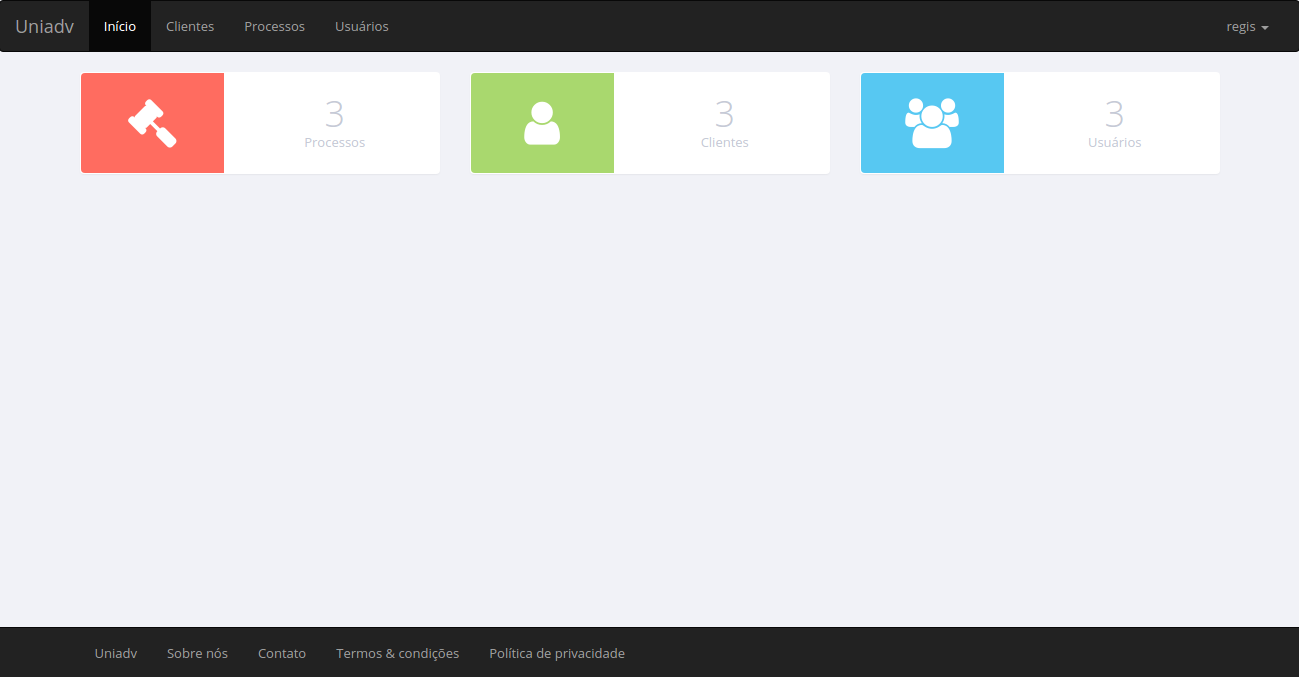 Uniadv Início Clientes Processos Usuários regis
3
Processos
3
Clientes
3
Usuários
Uniadv Sobre nós Contato Termos & condições Política de privacidade